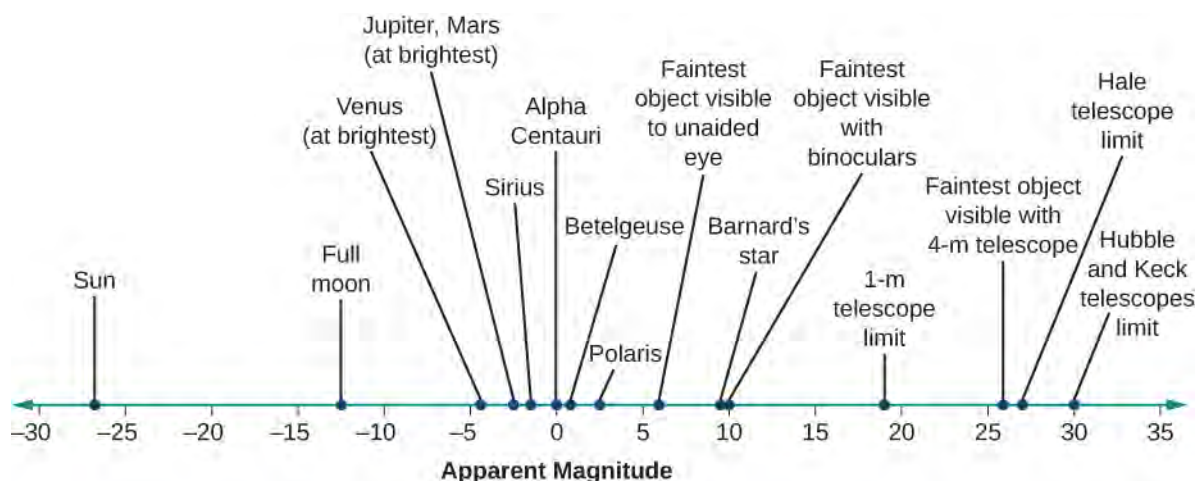 Jupiter, Mars
(at brightest)
Venus
(at brightest)
Alpha
Centauri
Sirius
Faintest
object visible
to unaided
eye
Faintest
object visible
with
binoculars
Hale
telescope
limit
Betelgeuse
Barnard's
star
Faintest object
visible with
4-m telescope
Hubble
and Keck
telescopes
limit
Sun
Full
moon
Polaris
1-m
telescope
limit
–30 –25 –20 –15 –10 –5 0 5 10 15 20 25 30 35
Apparent Magnitude